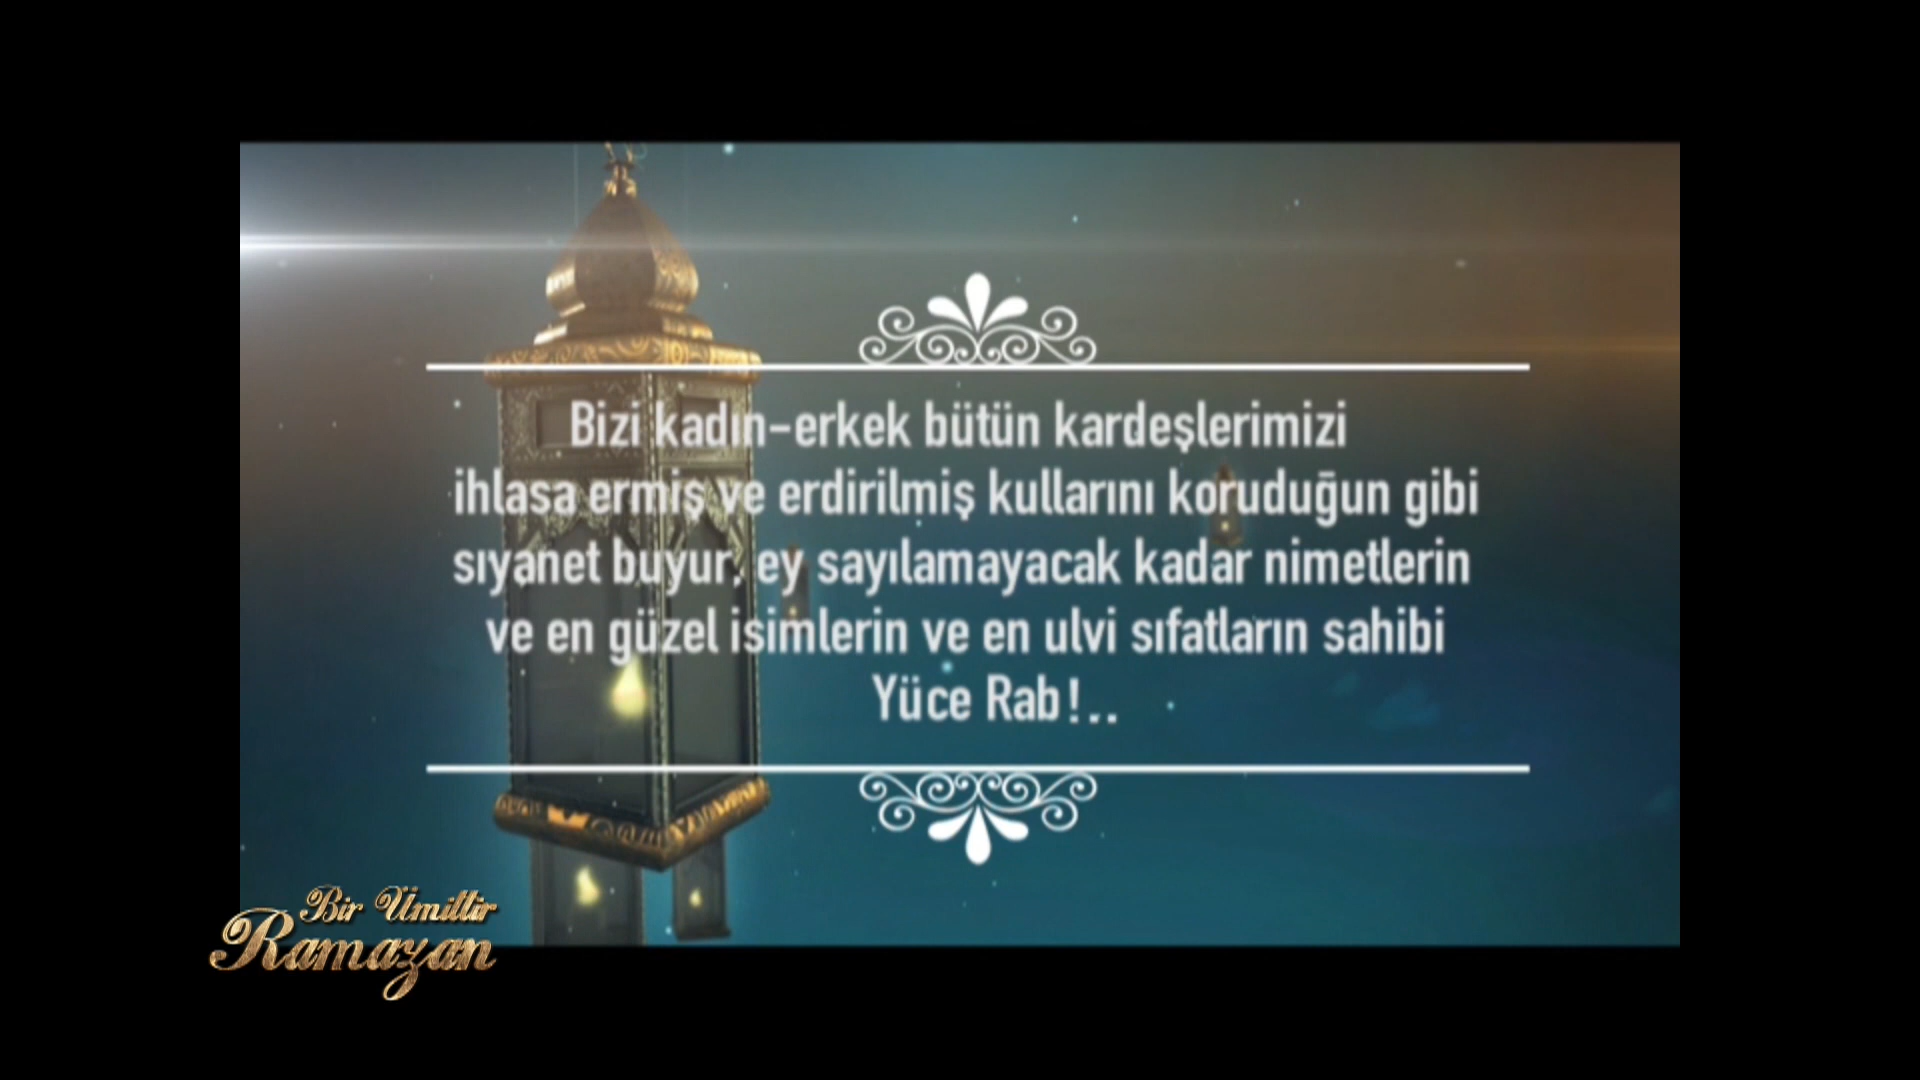 Bizi kadın-erkek bütün kardeşlerimizi
ihlasa ermiş ve erdirilmiş kullarını koruduğun gibi
sıyanet buyur, ey sayılamayacak kadar nimetlerin
ve en güzel isimlerin ve en ulvi sıfatların sahibi
Yüce Rab!..
Bir Ümittir
Ramazan